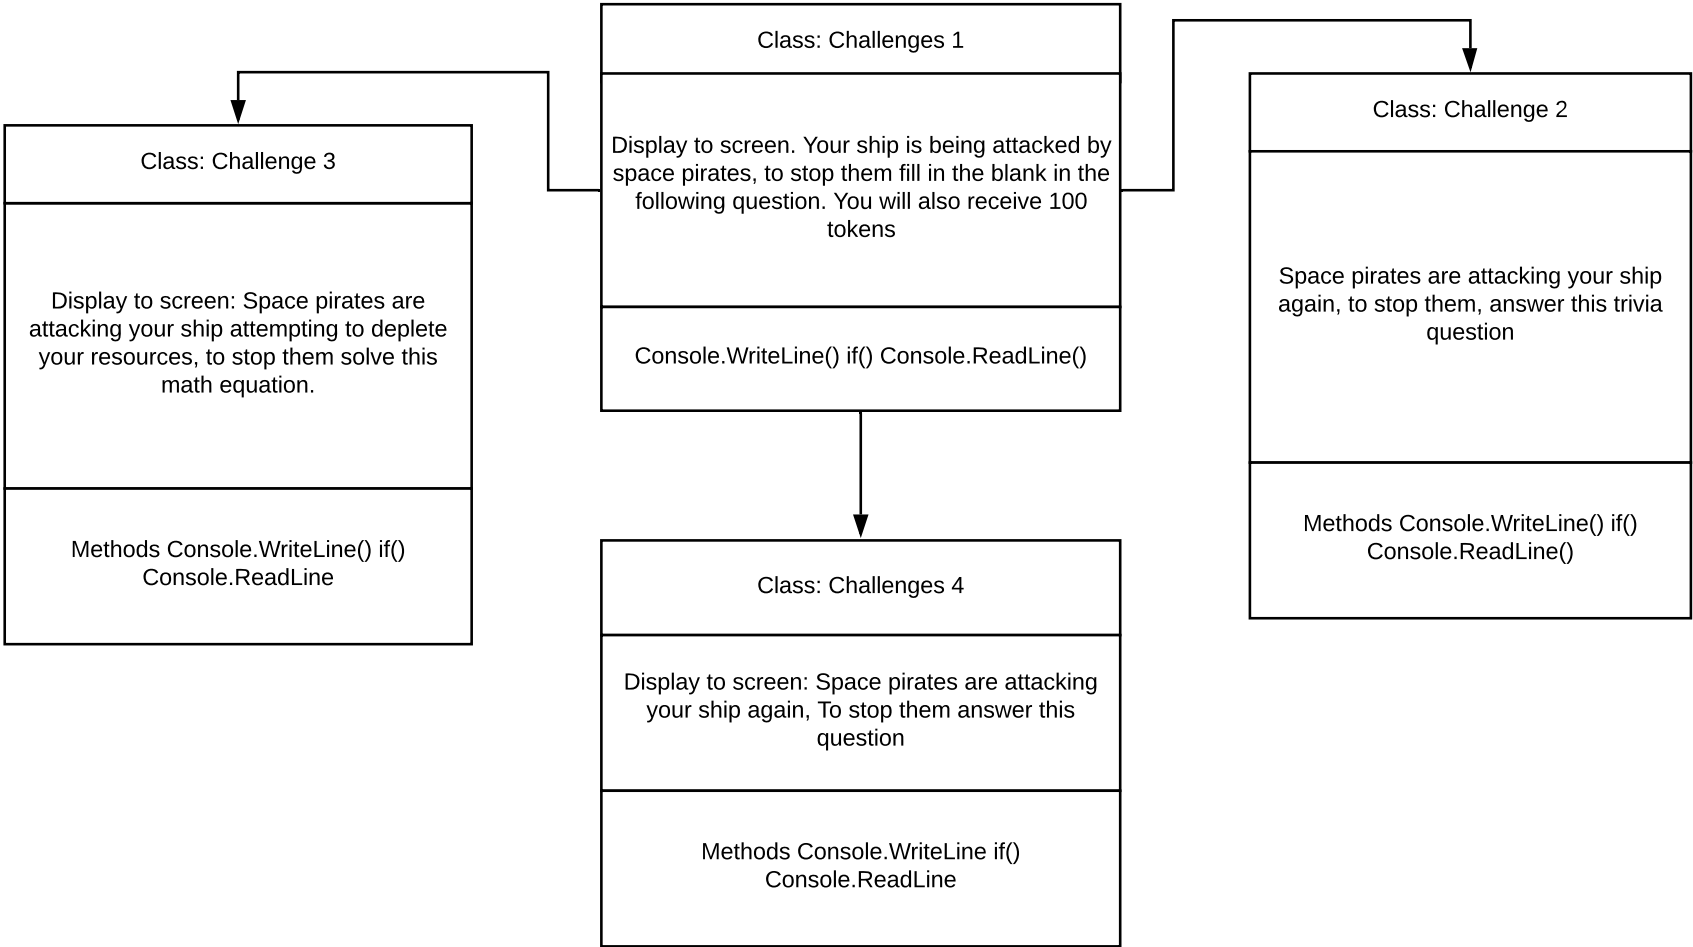 Class: Challenges 1
Display to screen. Your ship is being attacked by
space pirates, to stop them fill in the blank in the
following question. You will also receive 100
tokens
Console.WriteLine() if() Console.ReadLine()
Class: Challenge 2
Space pirates are attacking your ship
again, to stop them, answer this trivia
question
Methods Console.WriteLine() if()
Console.ReadLine()
Class: Challenge 3
Display to screen: Space pirates are
attacking your ship attempting to deplete
your resources, to stop them solve this
math equation.
Methods Console.WriteLine() if()
Console.ReadLine
Class: Challenges 4
Display to screen: Space pirates are attacking
your ship again, To stop them answer this
question
Methods Console.WriteLine if()
Console.ReadLine